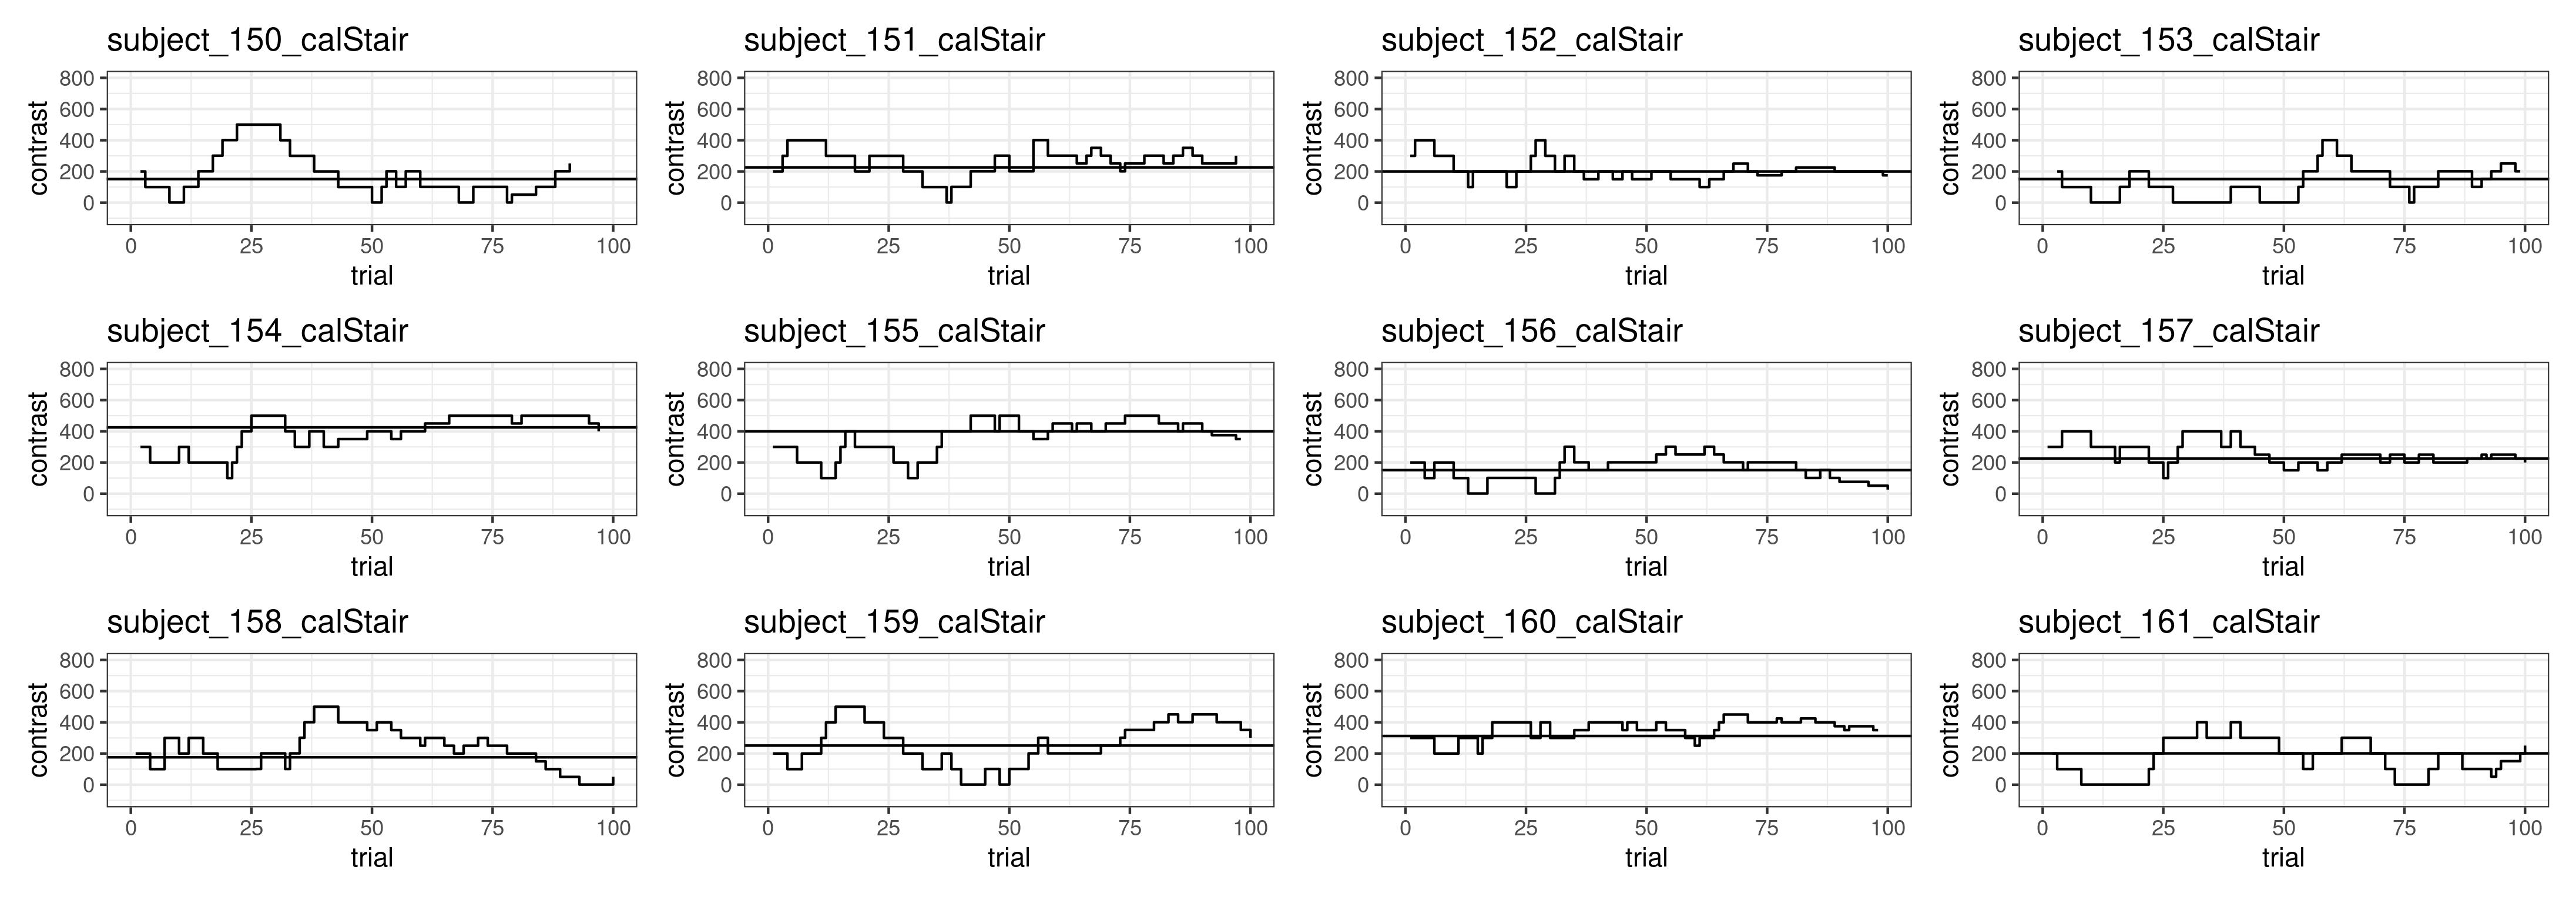 subject_150_calStair subject_151_calStair subject_152_calStair subject_153_calStair
800 800 800 800
600 600 600 600
400 400 400 400
200 200 200 200
0 0 0 0
contrast contrast contrast contrast
0 25 50 75 100 0 25 50 75 100 0 25 50 75 100 0 25 50 75 100
trial trial trial trial
subject_154_calStair subject_155_calStair subject_156_calStair subject_157_calStair
800 800 800 800
600 600 600 600
400 400 400 400
200 200 200 200
0 0 0 0
contrast contrast contrast contrast
0 25 50 75 100 0 25 50 75 100 0 25 50 75 100 0 25 50 75 100
trial trial trial trial
subject_158_calStair subject_159_calStair subject_160_calStair subject_161_calStair
800 800 800 800
600 600 600 600
400 400 400 400
200 200 200 200
0 0 0 0
contrast contrast contrast contrast
0 25 50 75 100 0 25 50 75 100 0 25 50 75 100 0 25 50 75 100
trial trial trial trial